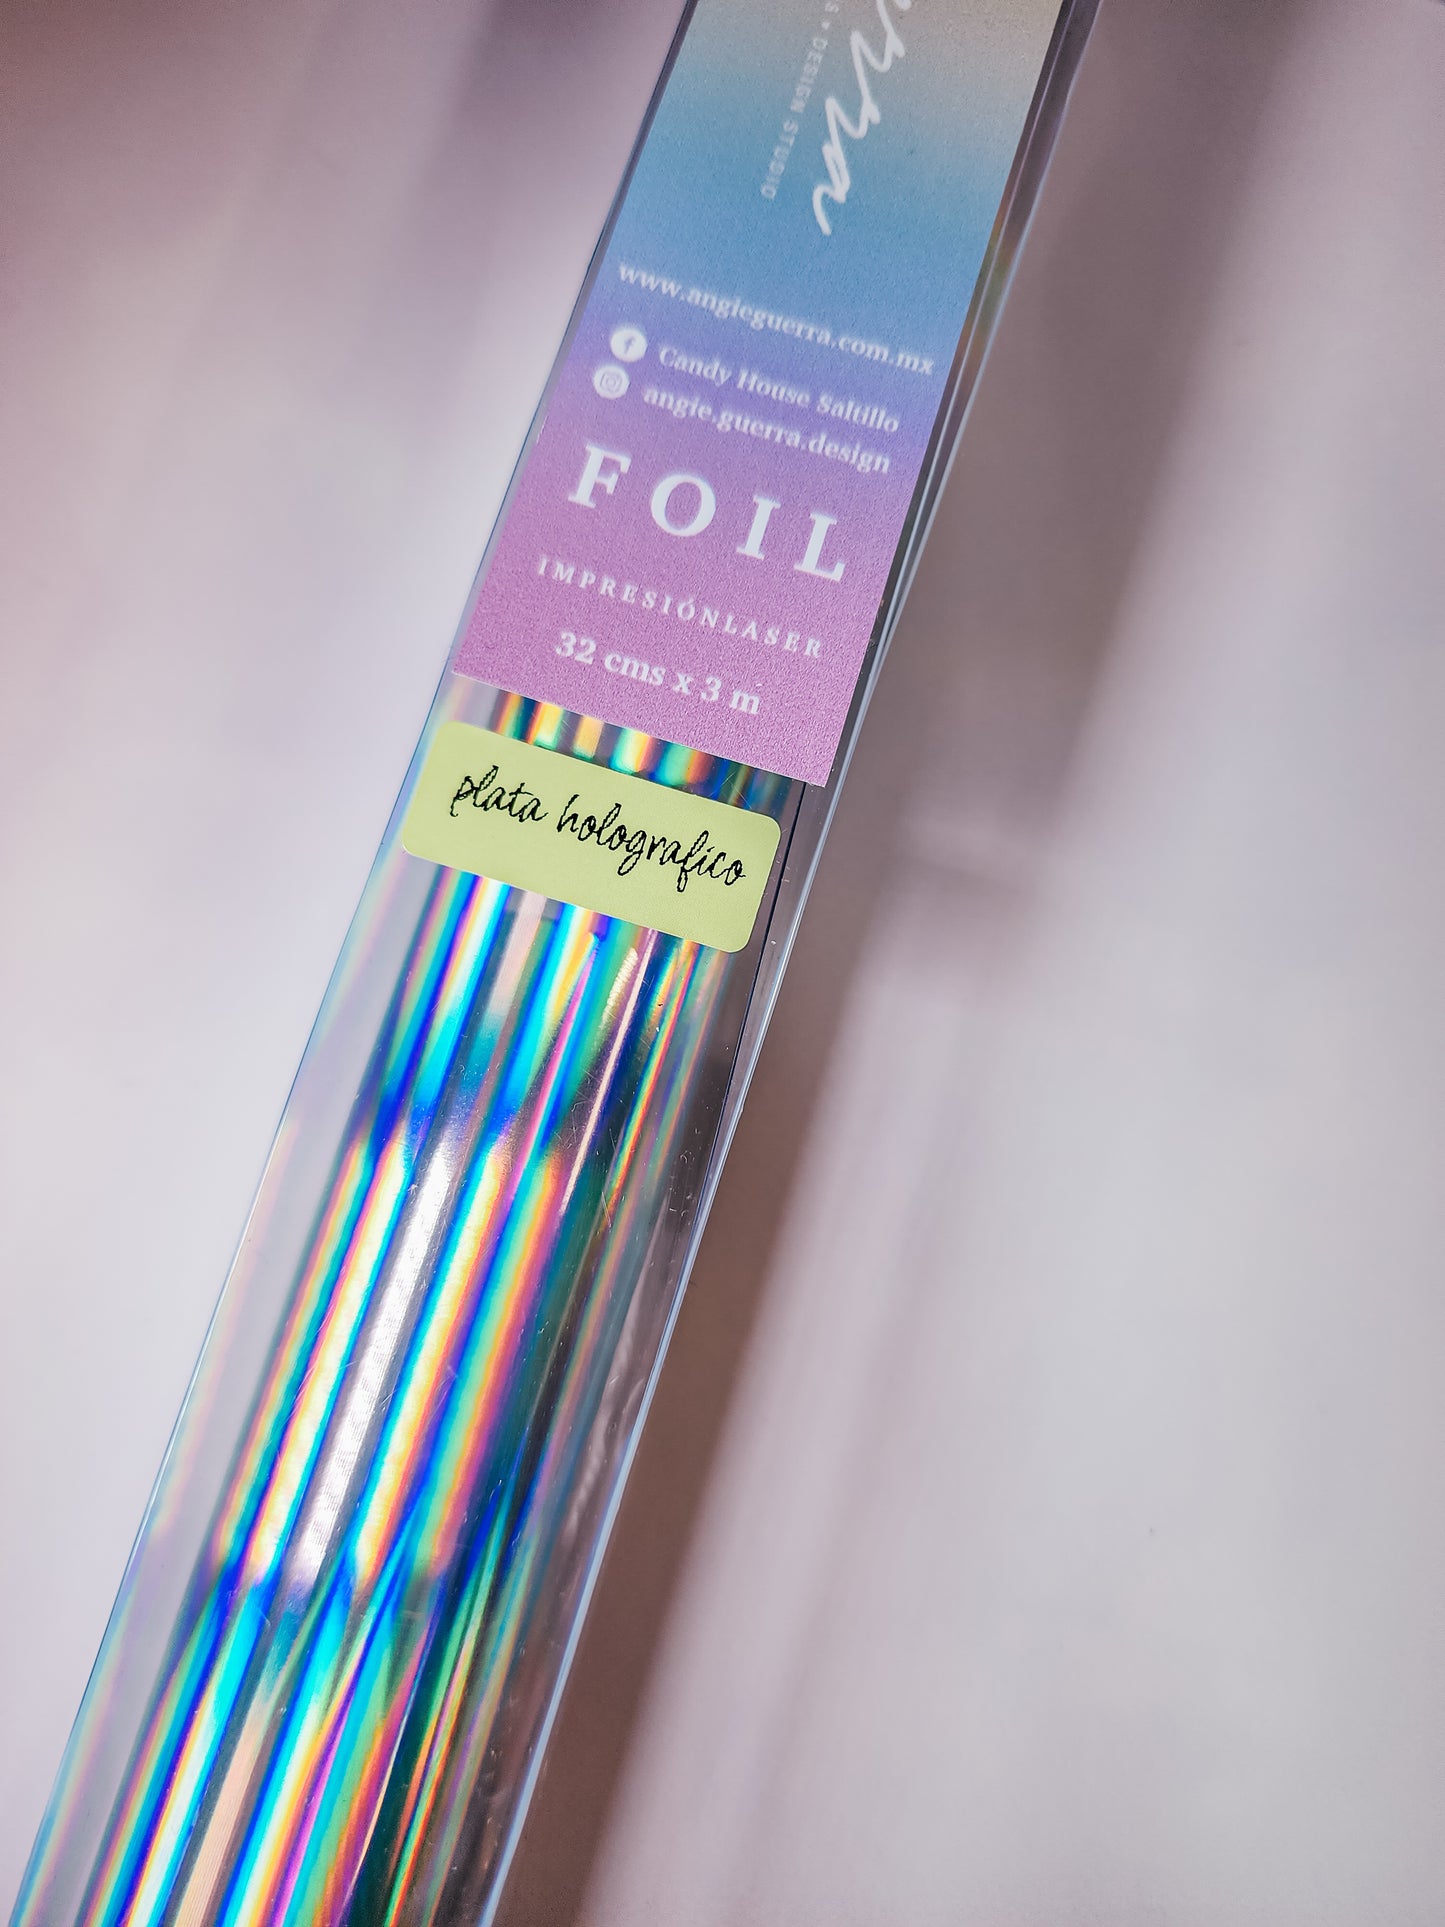 DESIGN STUDIO
www.angieguerra.com.mx
Candy House Saltillo
angie.guerra.design
FOIL
IMPRESIÓNLASER
32 cms x 3 m
plata holografico